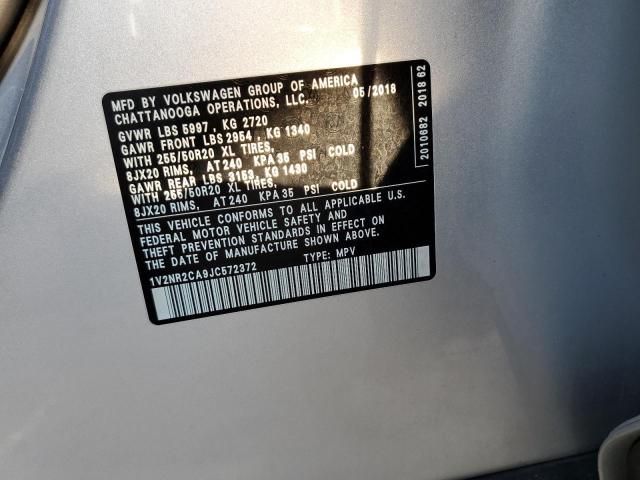 MFD BY VOLKSWAGEN GROUP OF AMERICA
CHATTANOOGA OPERATIONS, LLC. 05/2018
GVWR LBS 5997, KG 2720
GAWR FRONT LBS 2954, KG 1340
WITH 255/50R20 XL TIRES,
8JX20 RIMS, AT 240 KPA 35 PSI COLD
GAWR REAR LBS 3153, KG 1430
WITH 255/50R20 XL TIRES,
8JX20 RIMS, AT 240 KPA 35 PSI COLD
THIS VEHICLE CONFORMS TO ALL APPLICABLE U.S.
FEDERAL MOTOR VEHICLE SAFETY AND
THEFT PREVENTION STANDARDS IN EFFECT ON
THE DATE OF MANUFACTURE SHOWN ABOVE.
1V2NR2CA9JC572372 TYPE: MPV
2010682 2018 62